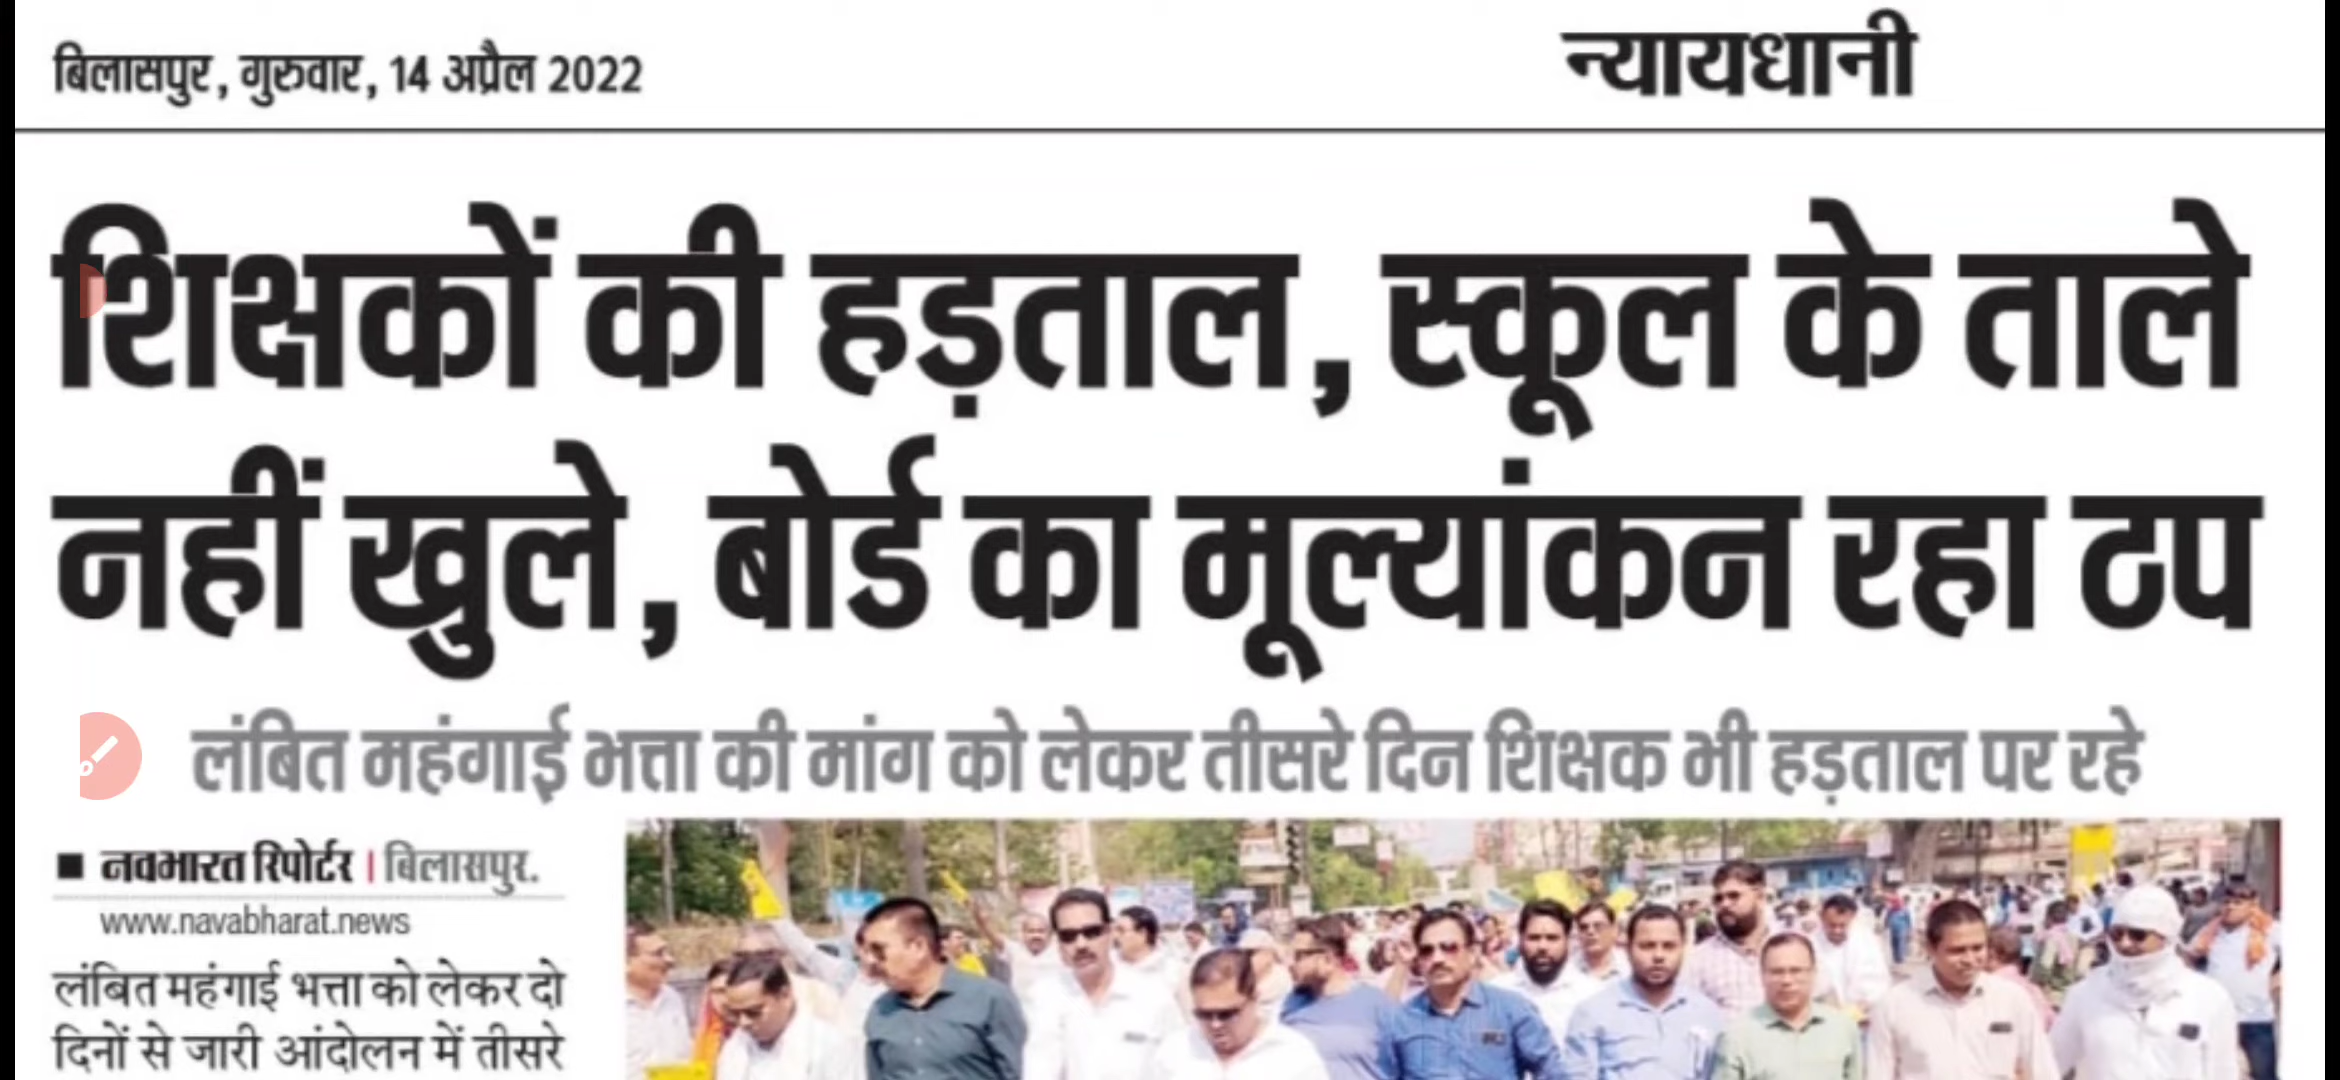 बिलासपुर, गुरुवार, 14 अप्रैल 2022
न्यायधानी
शिक्षकों की हड़ताल, स्कूल के ताले
नहीं खुले, बोर्ड का मूल्यांकन रहा ठप
लंबित महंगाई भत्ता की मांग को लेकर तीसरे दिन शिक्षक भी हड़ताल पर रहे
■ नवभारत रिपोर्टर | बिलासपुर.
www.navabharat.news
लंबित महंगाई भत्ता को लेकर दो
दिनों से जारी आंदोलन में तीसरे